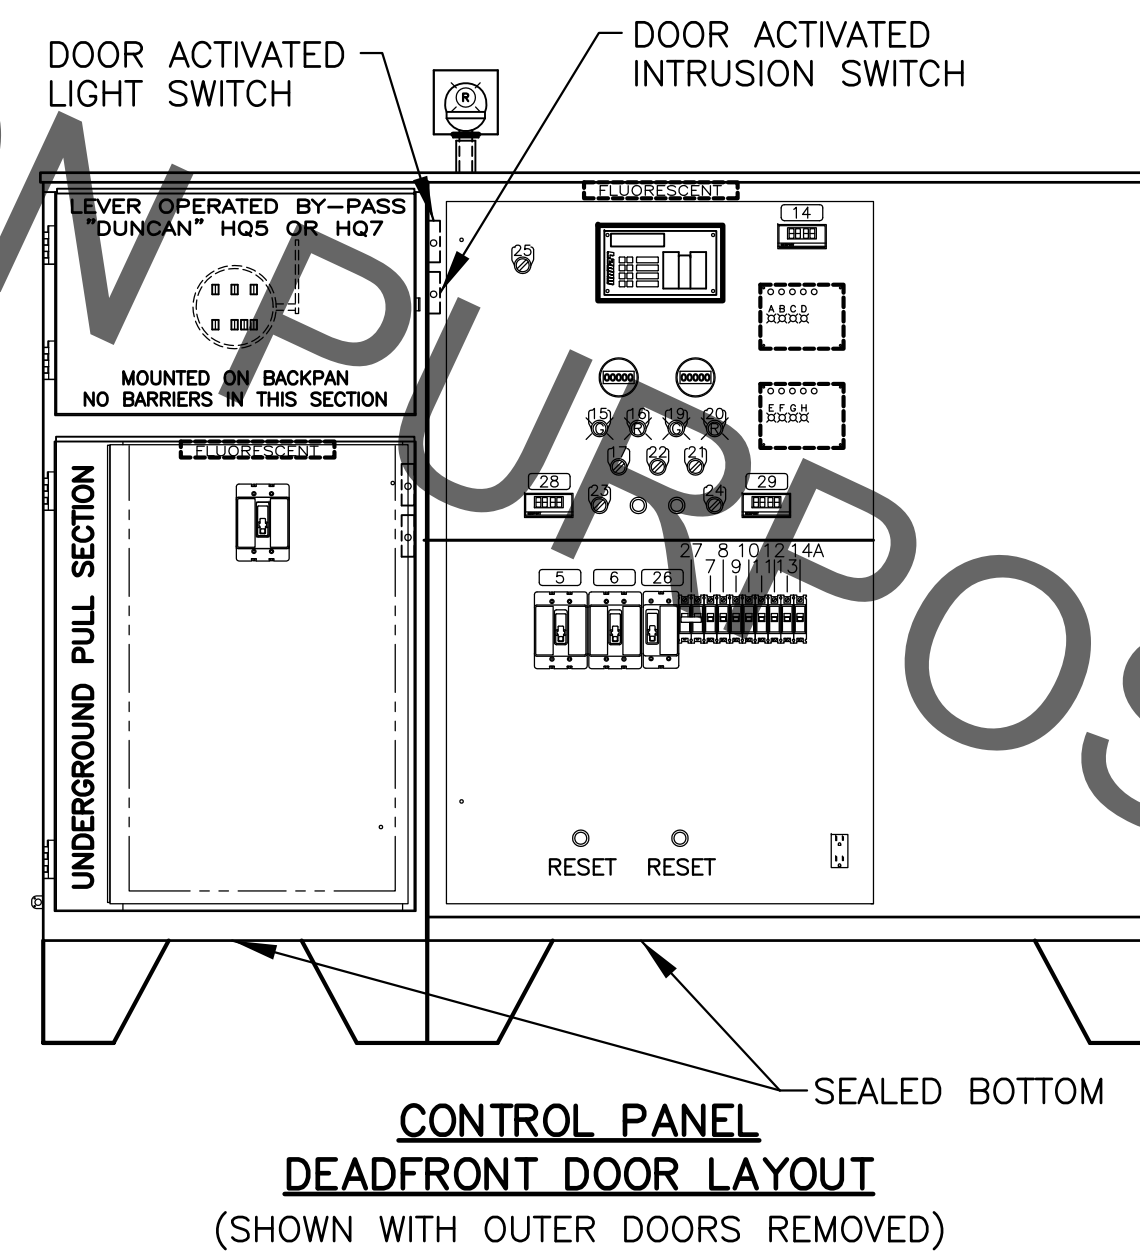 DOOR ACTIVATED
LIGHT SWITCH
DOOR ACTIVATED
INTRUSION SWITCH
R
FLUORESCENT
LEVER OPERATED BY-PASS
"DUNCAN" HQ5 OR HQ7
14
25
A B C D
MOUNTED ON BACKPAN
NO BARRIERS IN THIS SECTION
00000 00000
E F G H
15 16 19 20
G R G R
FLUORESCENT
17 22 21
28 23 24 29
UNDERGROUND PULL SECTION
27 8 10 12 14A
7 9 11 13
5 6 26
RESET RESET
SEALED BOTTOM
CONTROL PANEL
DEADFRONT DOOR LAYOUT
(SHOWN WITH OUTER DOORS REMOVED)
N PURPOS